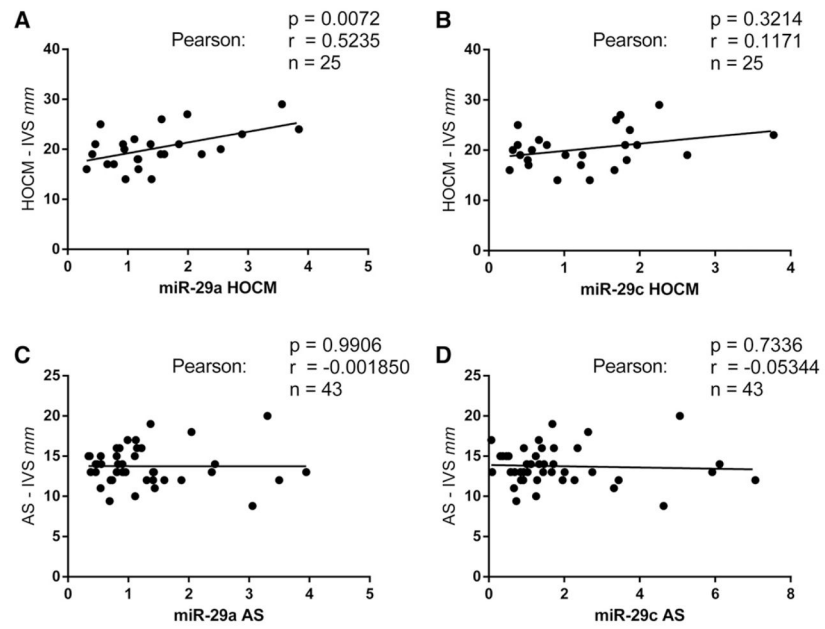 A
Pearson:
p = 0.0072
r = 0.5235
n = 25
HOCM - IVS mm
40
30
20
10
0
0 1 2 3 4 5
miR-29a HOCM
B
Pearson:
p = 0.3214
r = 0.1171
n = 25
HOCM - IVS mm
40
30
20
10
0
0 1 2 3 4
miR-29c HOCM
C
Pearson:
p = 0.9906
r = -0.001850
n = 43
AS - IVS mm
25
20
15
10
5
0
0 1 2 3 4 5
miR-29a AS
D
Pearson:
p = 0.7336
r = -0.05344
n = 43
AS - IVS mm
25
20
15
10
5
0
0 2 4 6 8
miR-29c AS